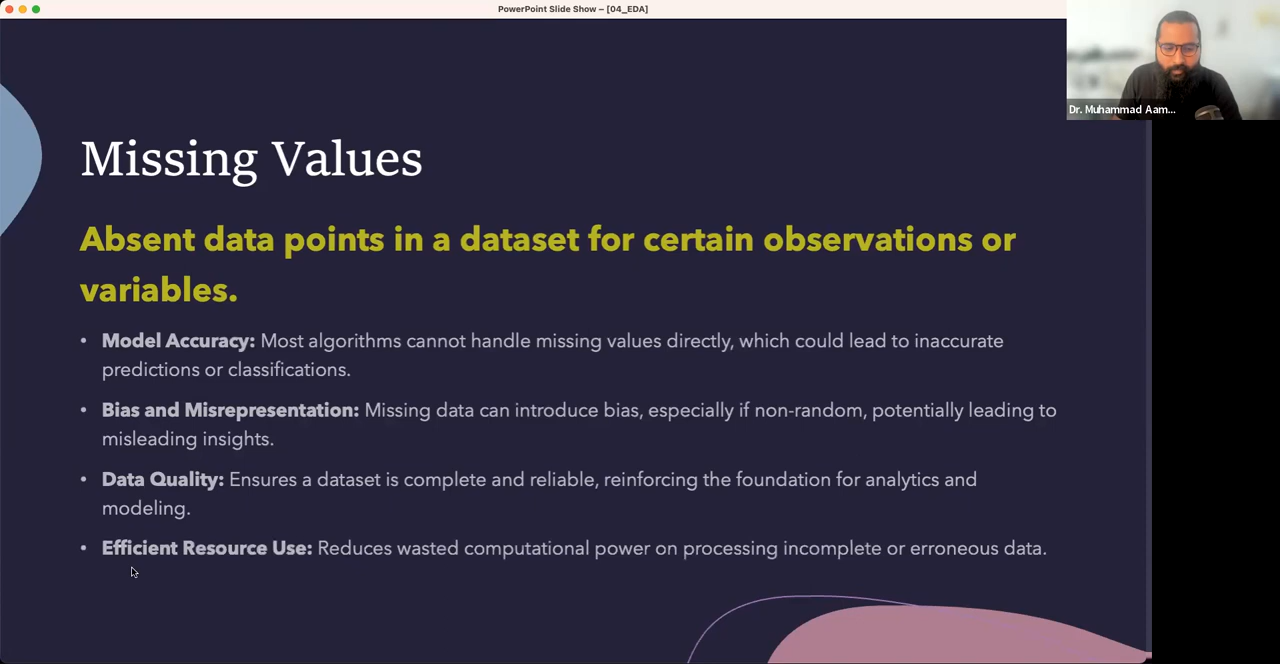 PowerPoint Slide Show – [04_EDA]
Dr. Muhammad Aam...
Missing Values
Absent data points in a dataset for certain observations or
variables.
• Model Accuracy: Most algorithms cannot handle missing values directly, which could lead to inaccurate
predictions or classifications.
• Bias and Misrepresentation: Missing data can introduce bias, especially if non-random, potentially leading to
misleading insights.
• Data Quality: Ensures a dataset is complete and reliable, reinforcing the foundation for analytics and
modeling.
• Efficient Resource Use: Reduces wasted computational power on processing incomplete or erroneous data.